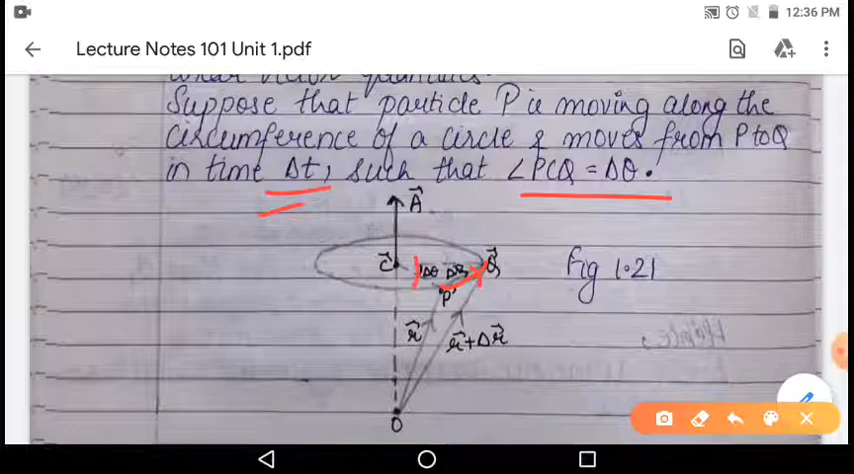 12:36 PM
Lecture Notes 101 Unit 1.pdf
Suppose that particle P is moving along the
circumference of a circle & moves from P to Q
in time Δt, such that ∠PCQ = Δθ.
A⃗
C⃗ Δθ Δr⃗ Q Fig 1.21
P
r⃗ r⃗+Δr⃗
O